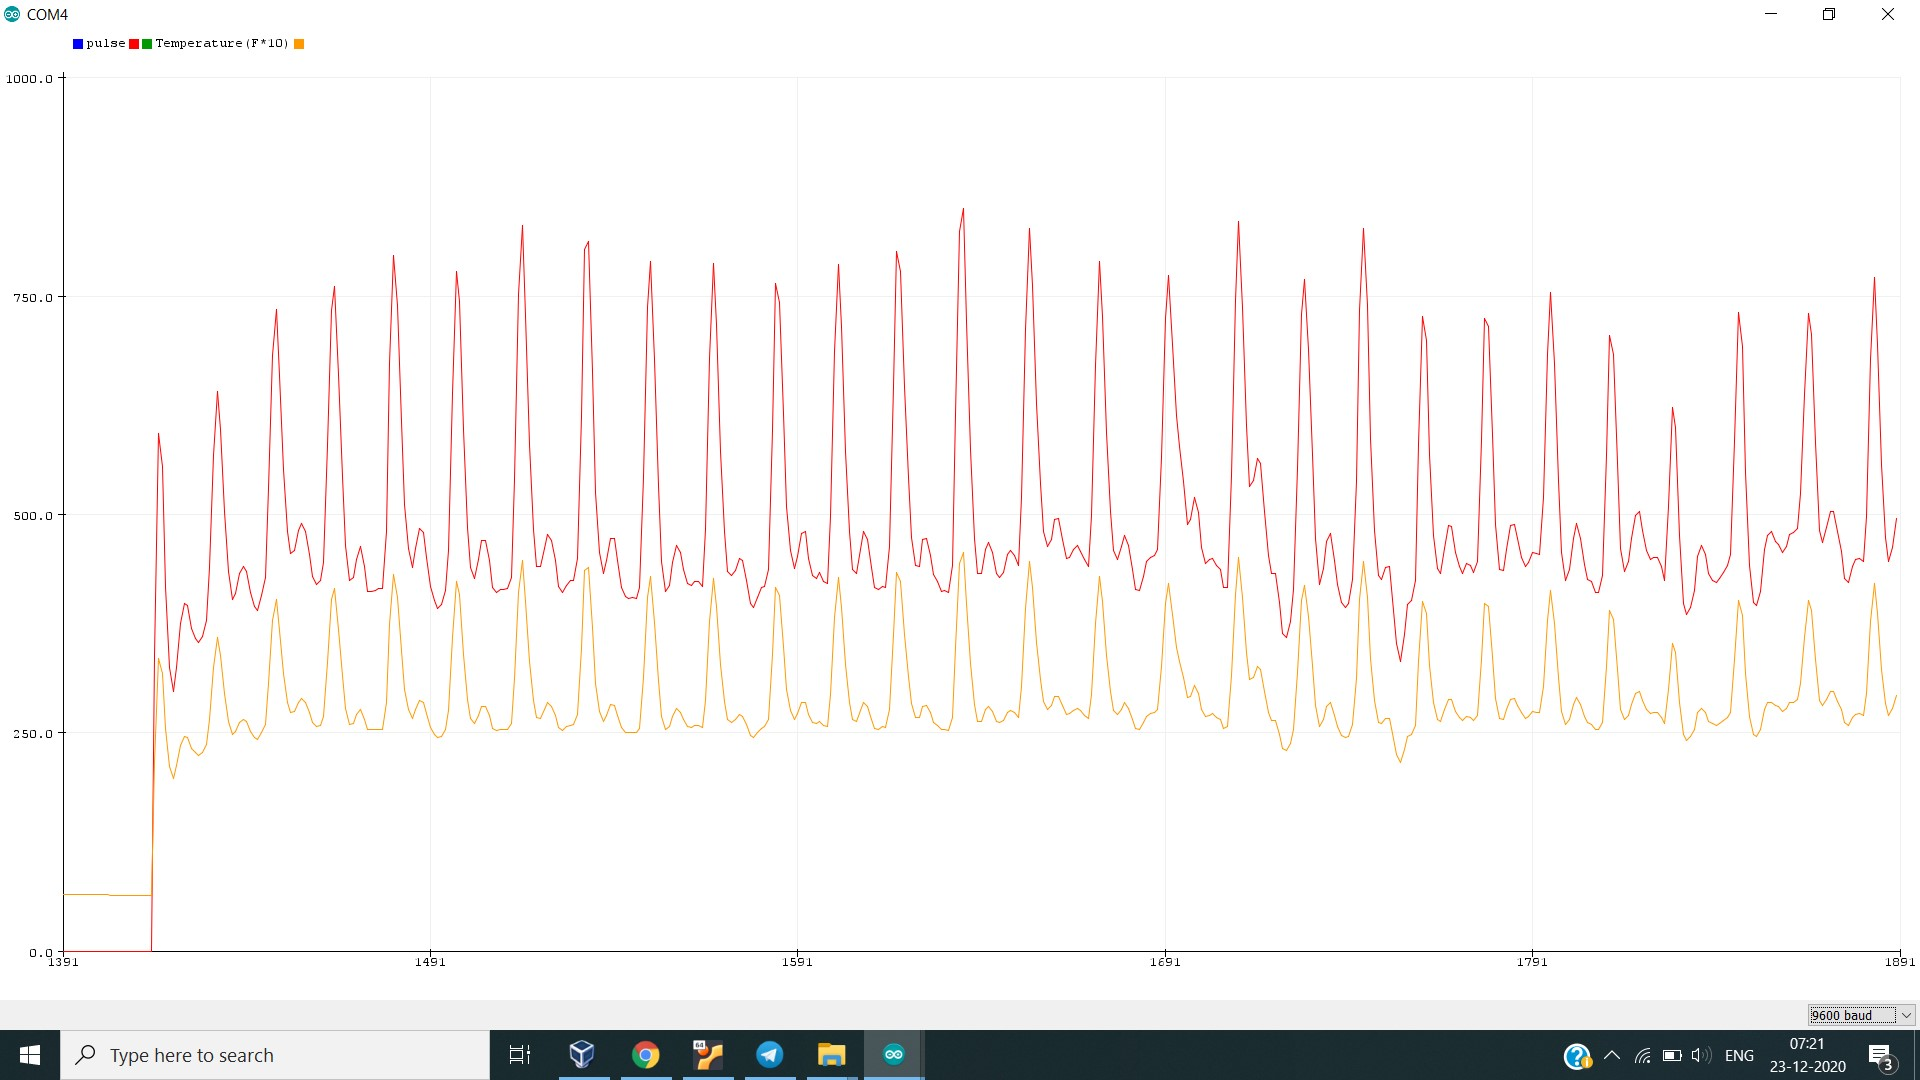 COM4
pulse Temperature(F*10)
1000.0
750.0
500.0
250.0
0.0
1391 1491 1591 1691 1791 1891
9600 baud
Type here to search
64
ENG
07:21
23-12-2020
3